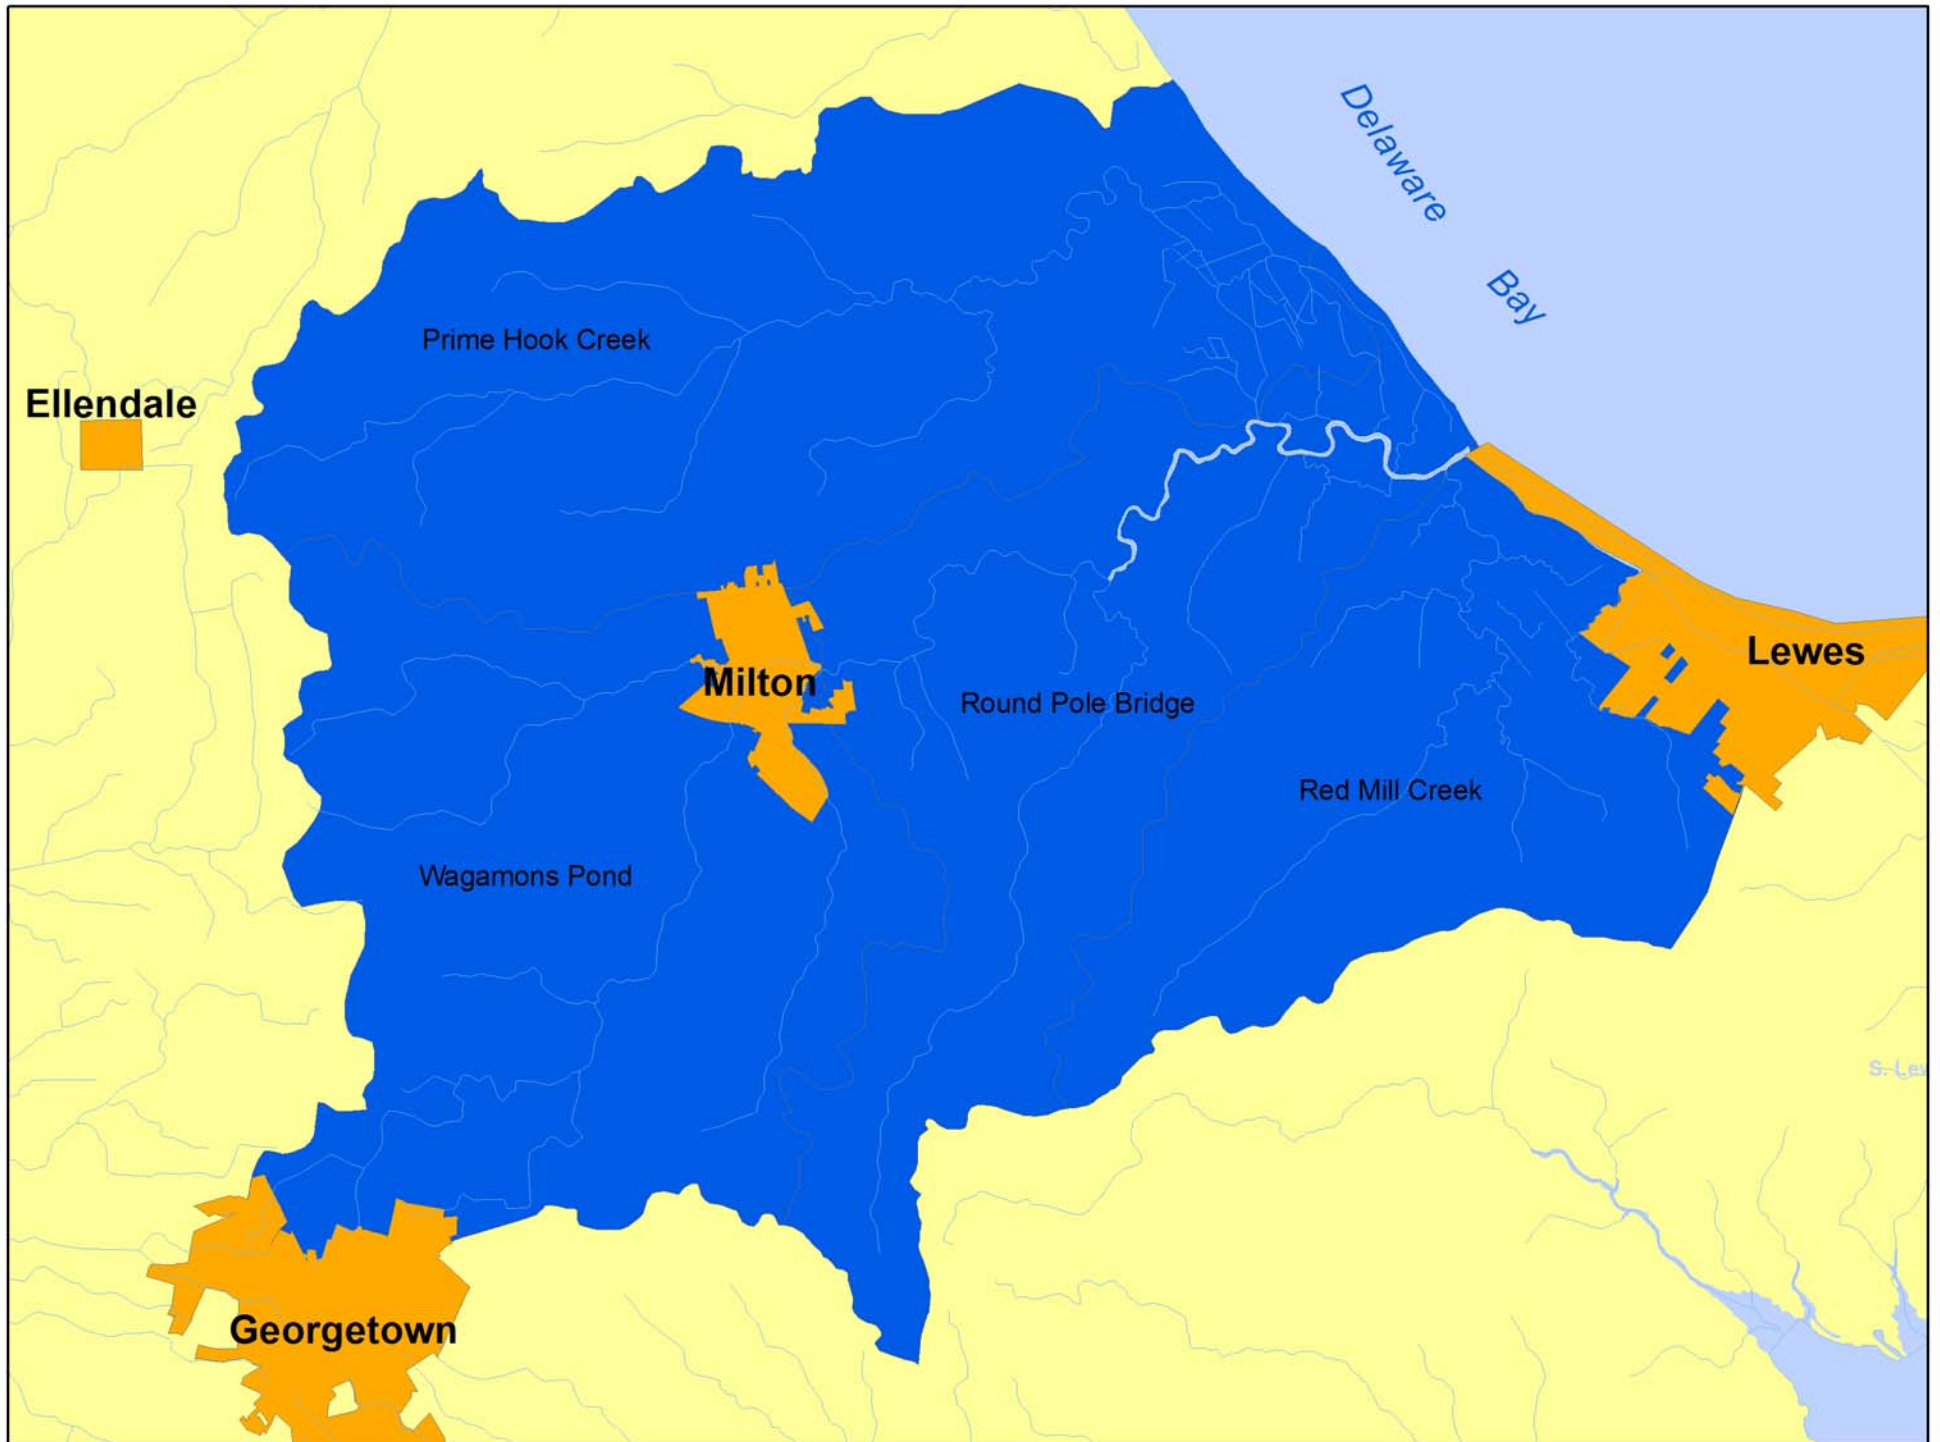 Delaware
Bay
Prime Hook Creek
Ellendale
Lewes
Milton
Round Pole Bridge
Red Mill Creek
Wagamons Pond
Georgetown